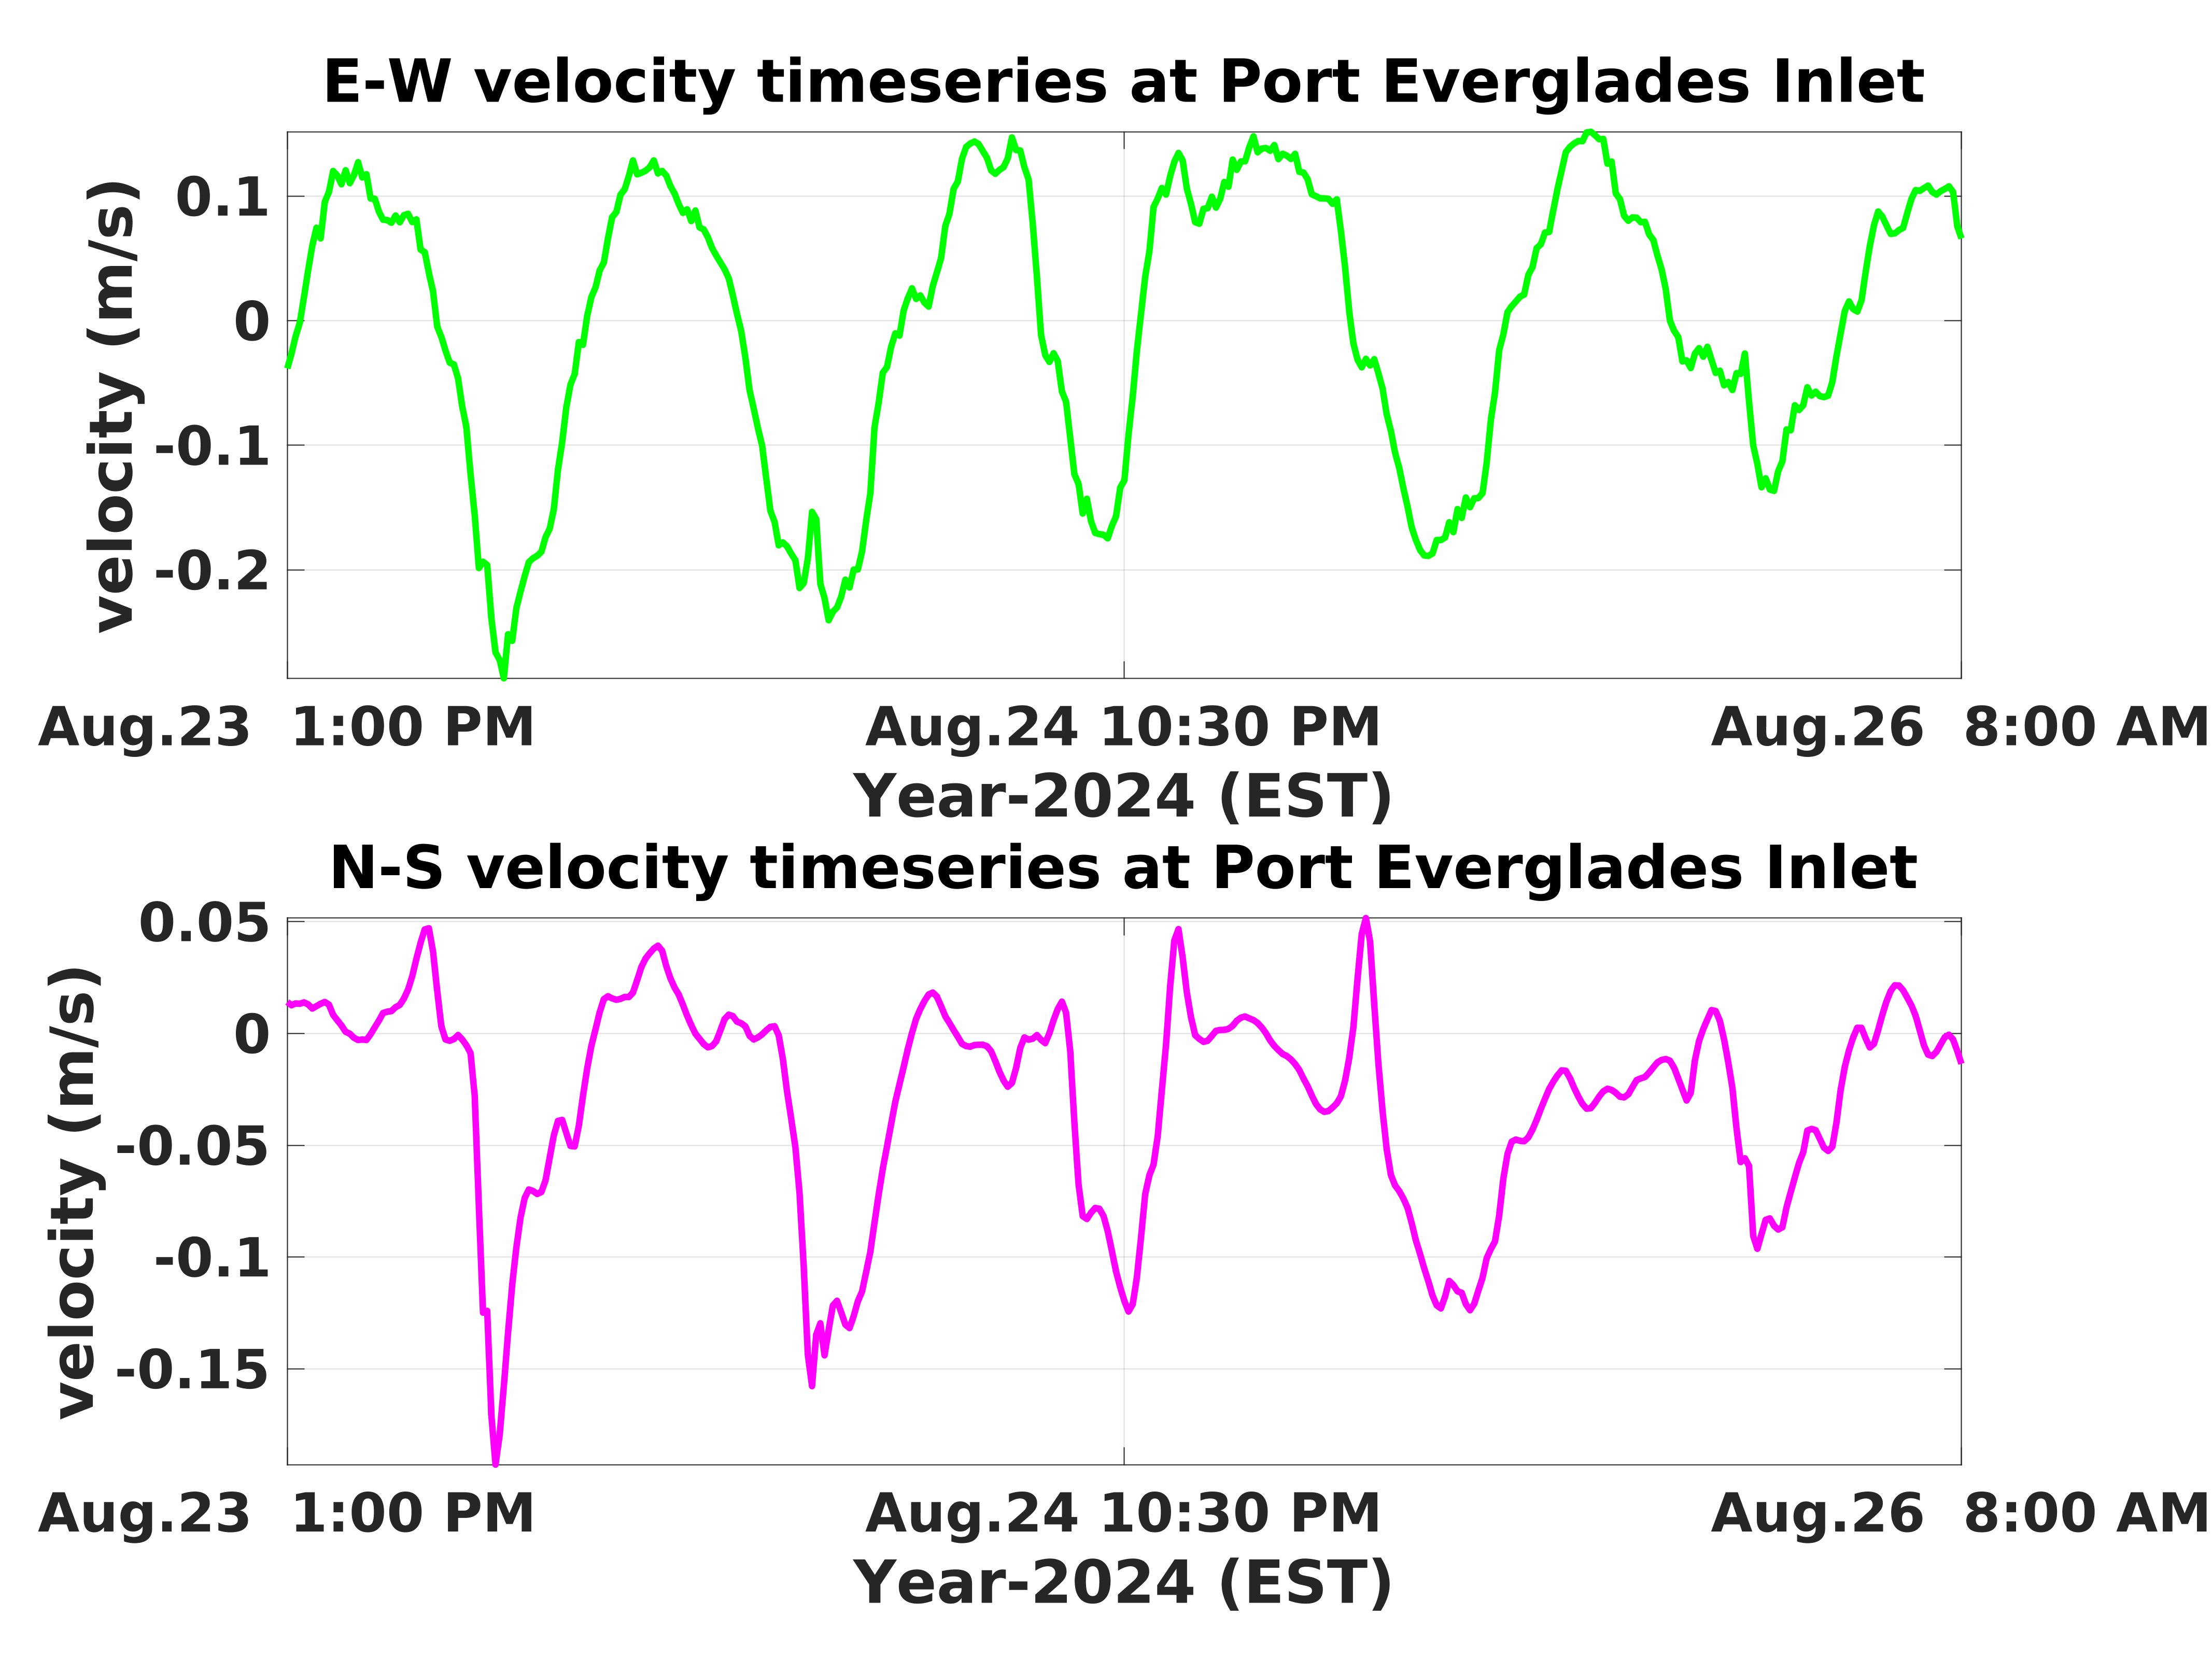 E-W velocity timeseries at Port Everglades Inlet
velocity (m/s)
0.1
0
-0.1
-0.2
Aug.23 1:00 PM
Aug.24 10:30 PM
Aug.26 8:00 AM
Year-2024 (EST)
N-S velocity timeseries at Port Everglades Inlet
velocity (m/s)
0.05
0
-0.05
-0.1
-0.15
Aug.23 1:00 PM
Aug.24 10:30 PM
Aug.26 8:00 AM
Year-2024 (EST)